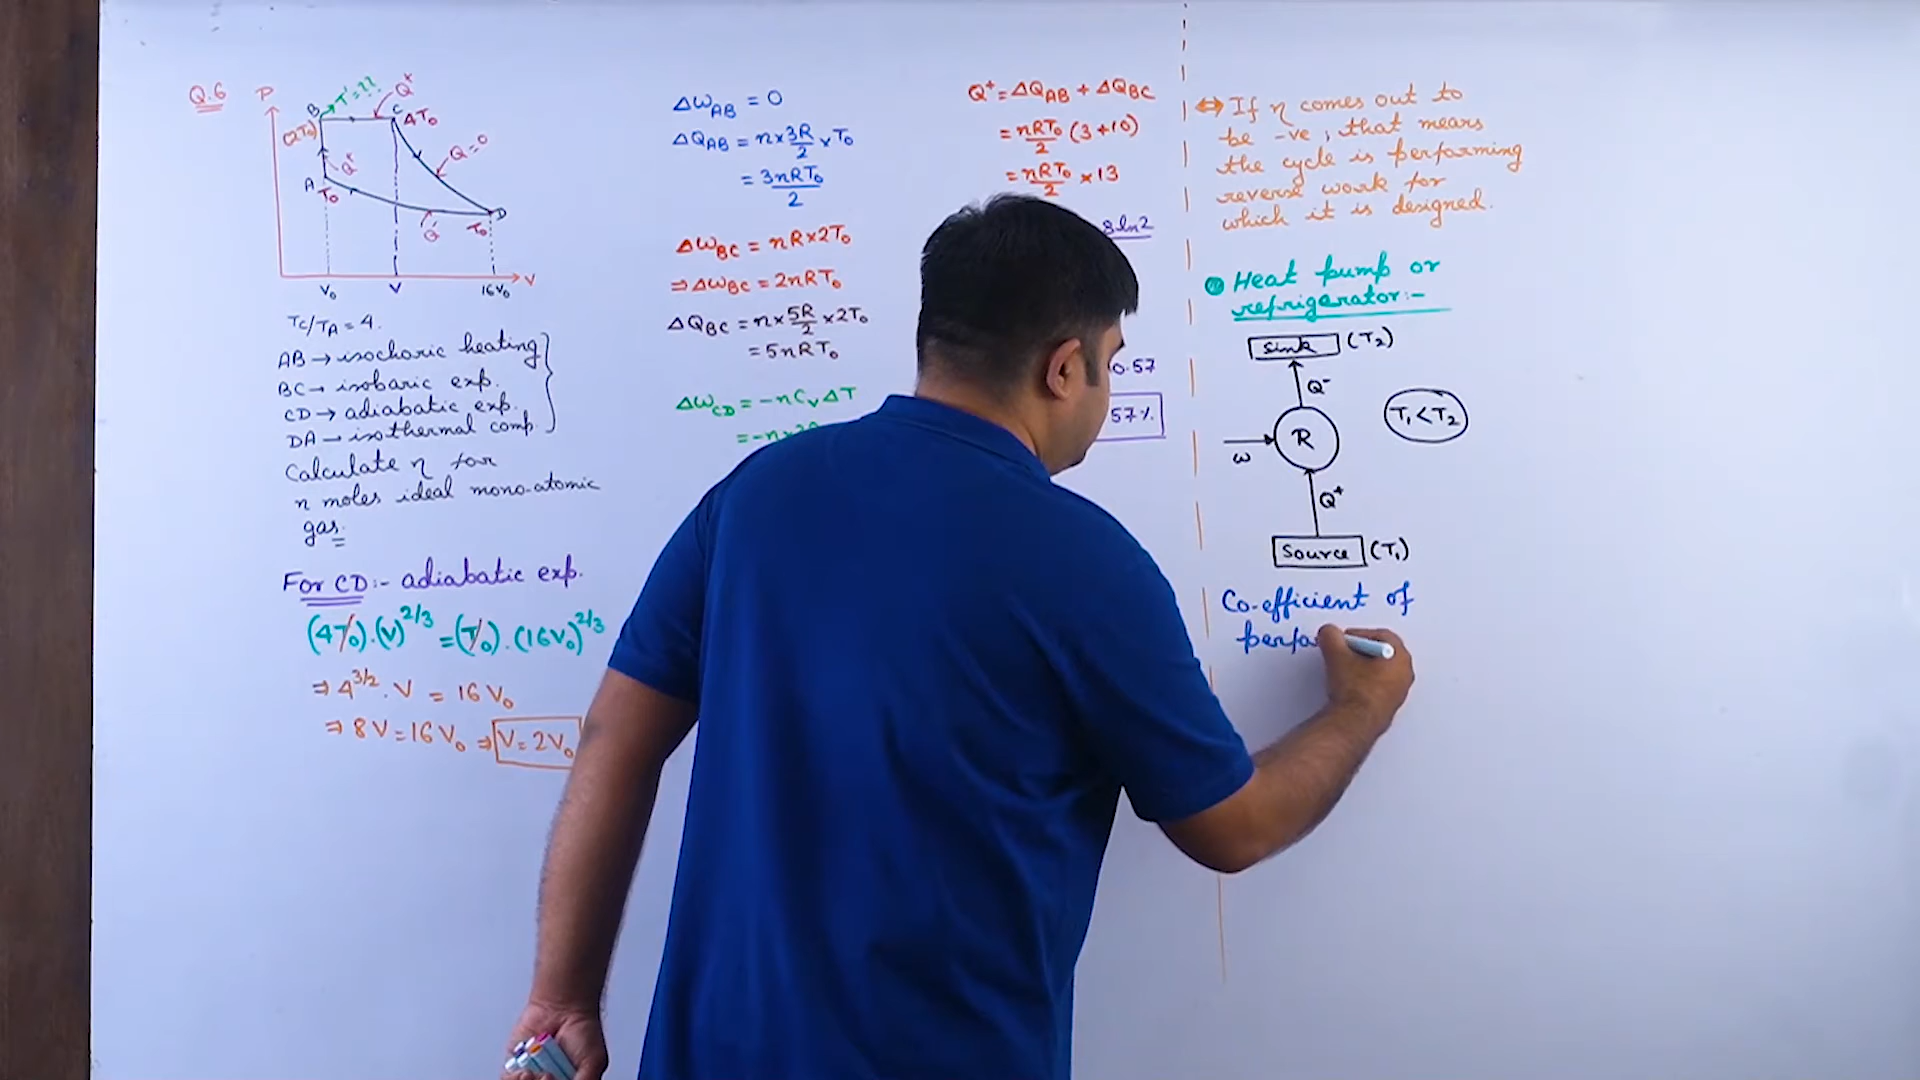 Q.6
P
B
T'=??
Q⁺
C
4T₀
(2T₀)
Q⁺
Q=0
A
T₀
Q⁻
T₀
D
V₀
V
16V₀
V
Tc/TA = 4.
AB → isochoric heating
BC → isobaric exp.
CD → adiabatic exp.
DA → isothermal comp.
Calculate η for
n moles ideal mono-atomic
gas.
For CD:- adiabatic exp.
(4T₀).(V)^2/3 = (T₀).(16V₀)^2/3
⇒ 4^3/2 . V = 16 V₀
⇒ 8V = 16V₀ ⇒ V = 2V₀
ΔW_AB = 0
ΔQ_AB = n×3R/2×T₀
= 3nRT₀/2
ΔW_BC = nR×2T₀
⇒ ΔW_BC = 2nRT₀
ΔQ_BC = n×5R/2×2T₀
= 5nRT₀
ΔW_CD = -nC_VΔT
Q⁺ = ΔQ_AB + ΔQ_BC
= nRT₀/2 (3+10)
= nRT₀/2 ×13
8ln2
0.57
57%
⇔ If η comes out to
be -ve, that means
the cycle is performing
reverse work for
which it is designed.
Heat pump or
refrigerator:-
Sink (T₂)
Q⁻
R
T₁<T₂
W
Q⁺
Source (T₁)
Co-efficient of